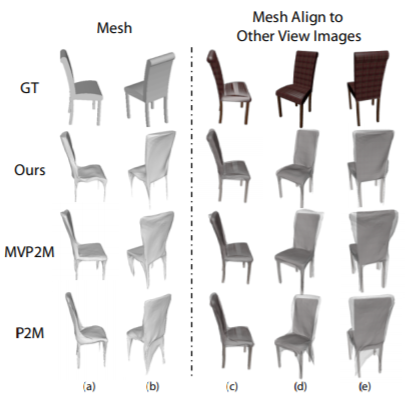 Mesh
Mesh Align to
Other View Images
GT
Ours
MVP2M
P2M
(a) (b) (c) (d) (e)